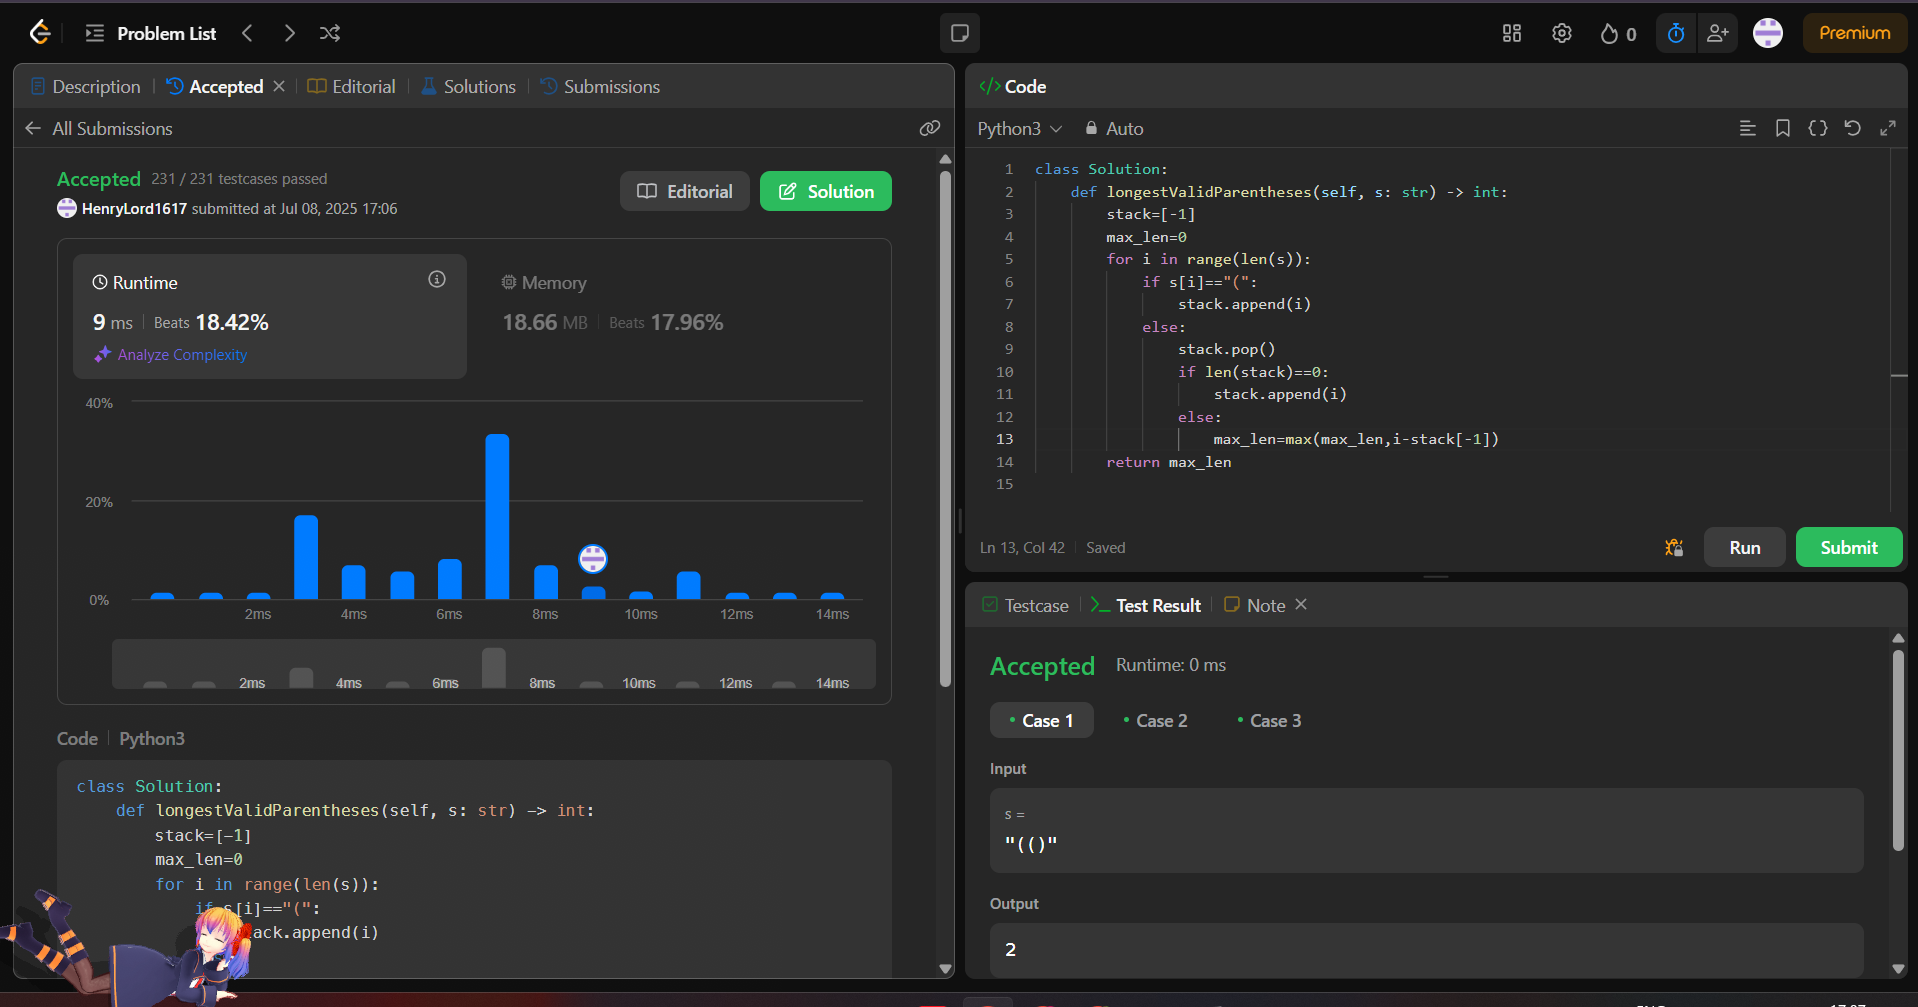 Problem List
0
Premium
Description
Accepted
Editorial
Solutions
Submissions
All Submissions
Accepted 231 / 231 testcases passed
HenryLord1617 submitted at Jul 08, 2025 17:06
Editorial
Solution
Runtime
9 ms Beats 18.42%
Analyze Complexity
Memory
18.66 MB Beats 17.96%
40%
20%
0%
2ms 4ms 6ms 8ms 10ms 12ms 14ms
2ms 4ms 6ms 8ms 10ms 12ms 14ms
Code Python3
class Solution:
    def longestValidParentheses(self, s: str) -> int:
        stack=[-1]
        max_len=0
        for i in range(len(s)):
            if s[i]=="(":
ack.append(i)
</> Code
Python3 Auto
1 class Solution:
2     def longestValidParentheses(self, s: str) -> int:
3         stack=[-1]
4         max_len=0
5         for i in range(len(s)):
6             if s[i]=="(":
7                 stack.append(i)
8             else:
9                 stack.pop()
10                 if len(stack)==0:
11                     stack.append(i)
12                 else:
13                     max_len=max(max_len,i-stack[-1])
14         return max_len
15
Ln 13, Col 42 Saved
Run
Submit
Testcase
Test Result
Note
Accepted Runtime: 0 ms
Case 1
Case 2
Case 3
Input
s =
"(()"
Output
2